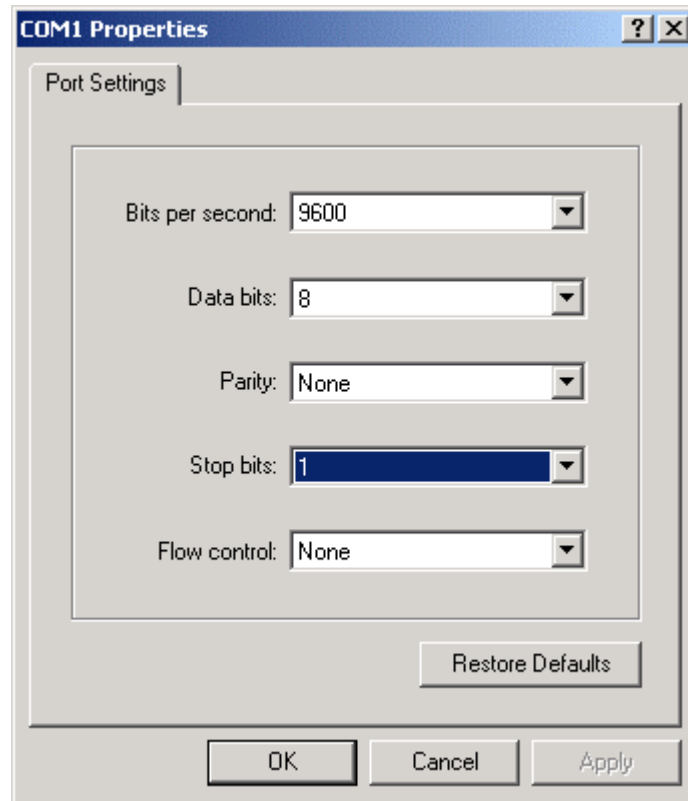 COM1 Properties
Port Settings
Bits per second: 9600
Data bits: 8
Parity: None
Stop bits: 1
Flow control: None
Restore Defaults
OK Cancel Apply